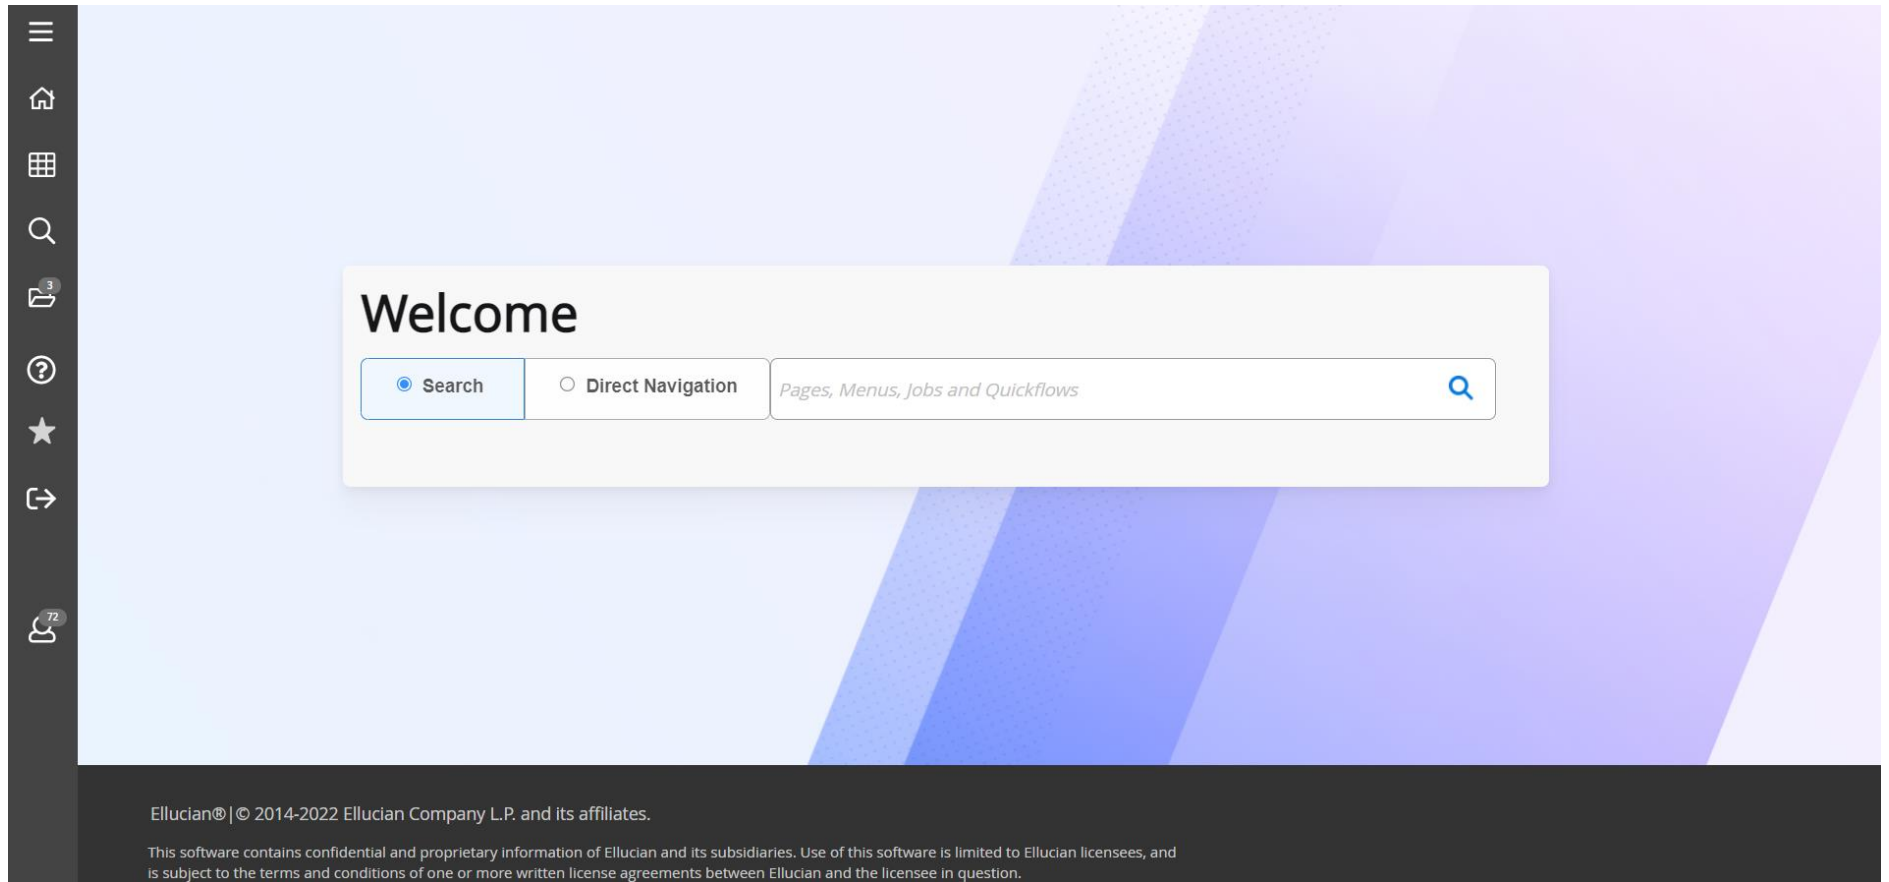 3
72
Welcome
Search
Direct Navigation
Pages, Menus, Jobs and Quickflows
Ellucian®|© 2014-2022 Ellucian Company L.P. and its affiliates.
This software contains confidential and proprietary information of Ellucian and its subsidiaries. Use of this software is limited to Ellucian licensees, and
is subject to the terms and conditions of one or more written license agreements between Ellucian and the licensee in question.